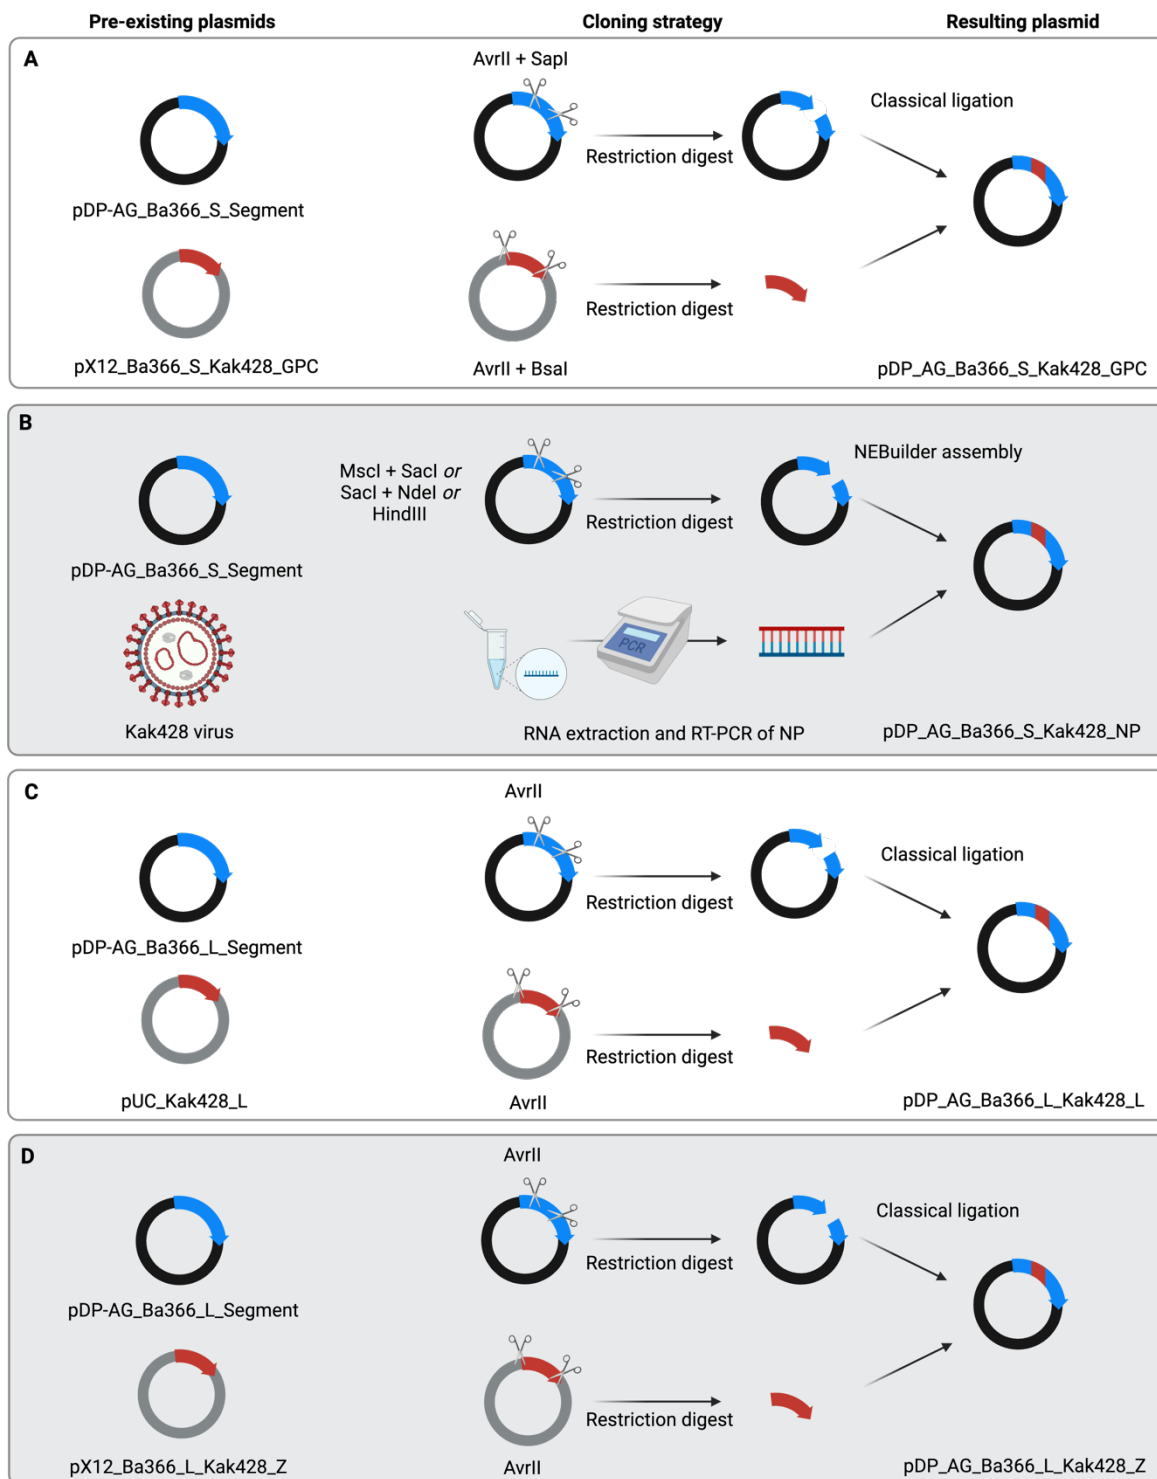 Pre-existing plasmids
Cloning strategy
Resulting plasmid
A
AvrII + SapI
Classical ligation
Restriction digest
pDP-AG_Ba366_S_Segment
Restriction digest
pX12_Ba366_S_Kak428_GPC
AvrII + BsaI
pDP_AG_Ba366_S_Kak428_GPC
B
NEBuilder assembly
MscI + SacI or
SacI + NdeI or
HindIII
Restriction digest
pDP-AG_Ba366_S_Segment
PCR
Kak428 virus
RNA extraction and RT-PCR of NP
pDP_AG_Ba366_S_Kak428_NP
C
AvrII
Classical ligation
Restriction digest
pDP-AG_Ba366_L_Segment
Restriction digest
pUC_Kak428_L
AvrII
pDP_AG_Ba366_L_Kak428_L
D
AvrII
Classical ligation
Restriction digest
pDP-AG_Ba366_L_Segment
Restriction digest
pX12_Ba366_L_Kak428_Z
AvrII
pDP_AG_Ba366_L_Kak428_Z